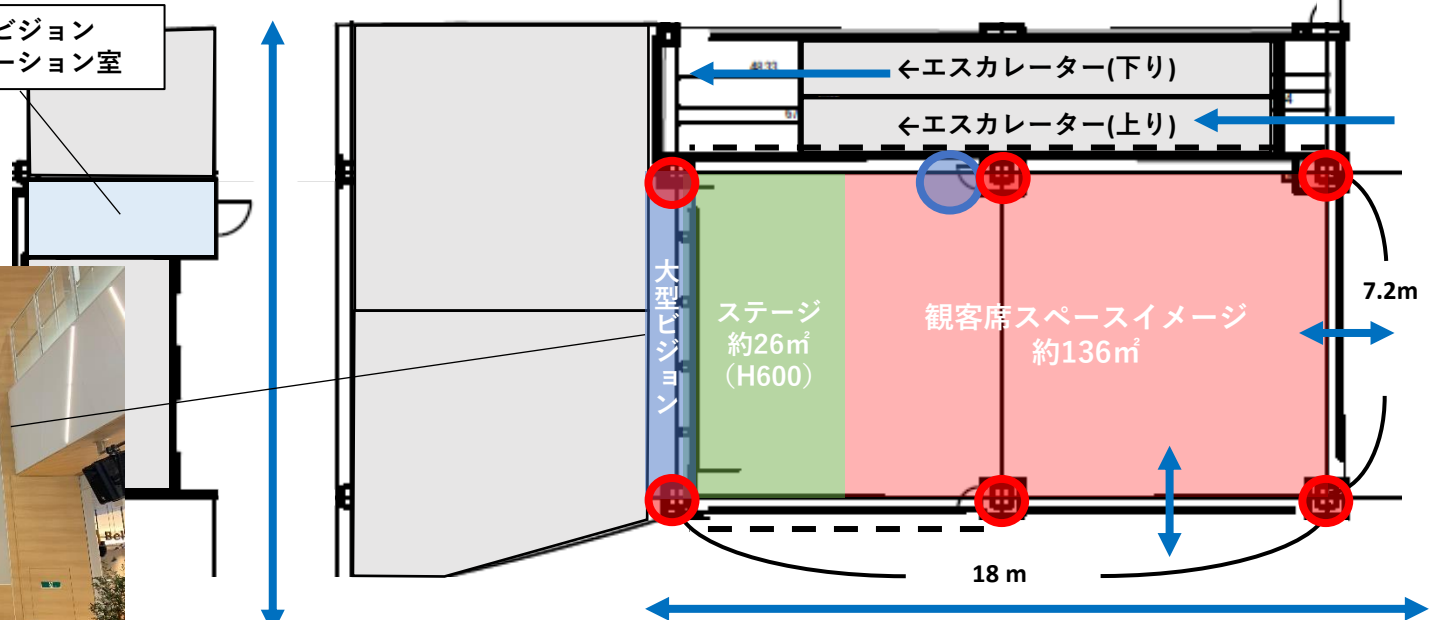 ビジョン
ーション室
4833
←エスカレーター(下り)
←エスカレーター(上り)
大型ビジョン
ステージ
約26㎡
（H600）
観客席スペースイメージ
約136㎡
7.2m
18 m
Bel